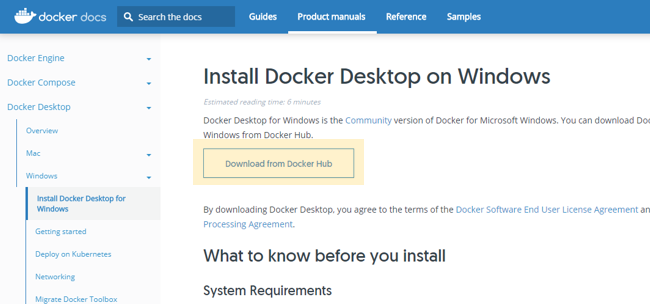 docker docs
Search the docs
Guides
Product manuals
Reference
Samples
Docker Engine
Docker Compose
Docker Desktop
Overview
Mac
Windows
Install Docker Desktop for
Windows
Getting started
Deploy on Kubernetes
Networking
Migrate Docker Toolbox
Install Docker Desktop on Windows
Estimated reading time: 6 minutes
Docker Desktop for Windows is the Community version of Docker for Microsoft Windows. You can download Doc
Windows from Docker Hub.
Download from Docker Hub
By downloading Docker Desktop, you agree to the terms of the Docker Software End User License Agreement an
Processing Agreement.
What to know before you install
System Requirements